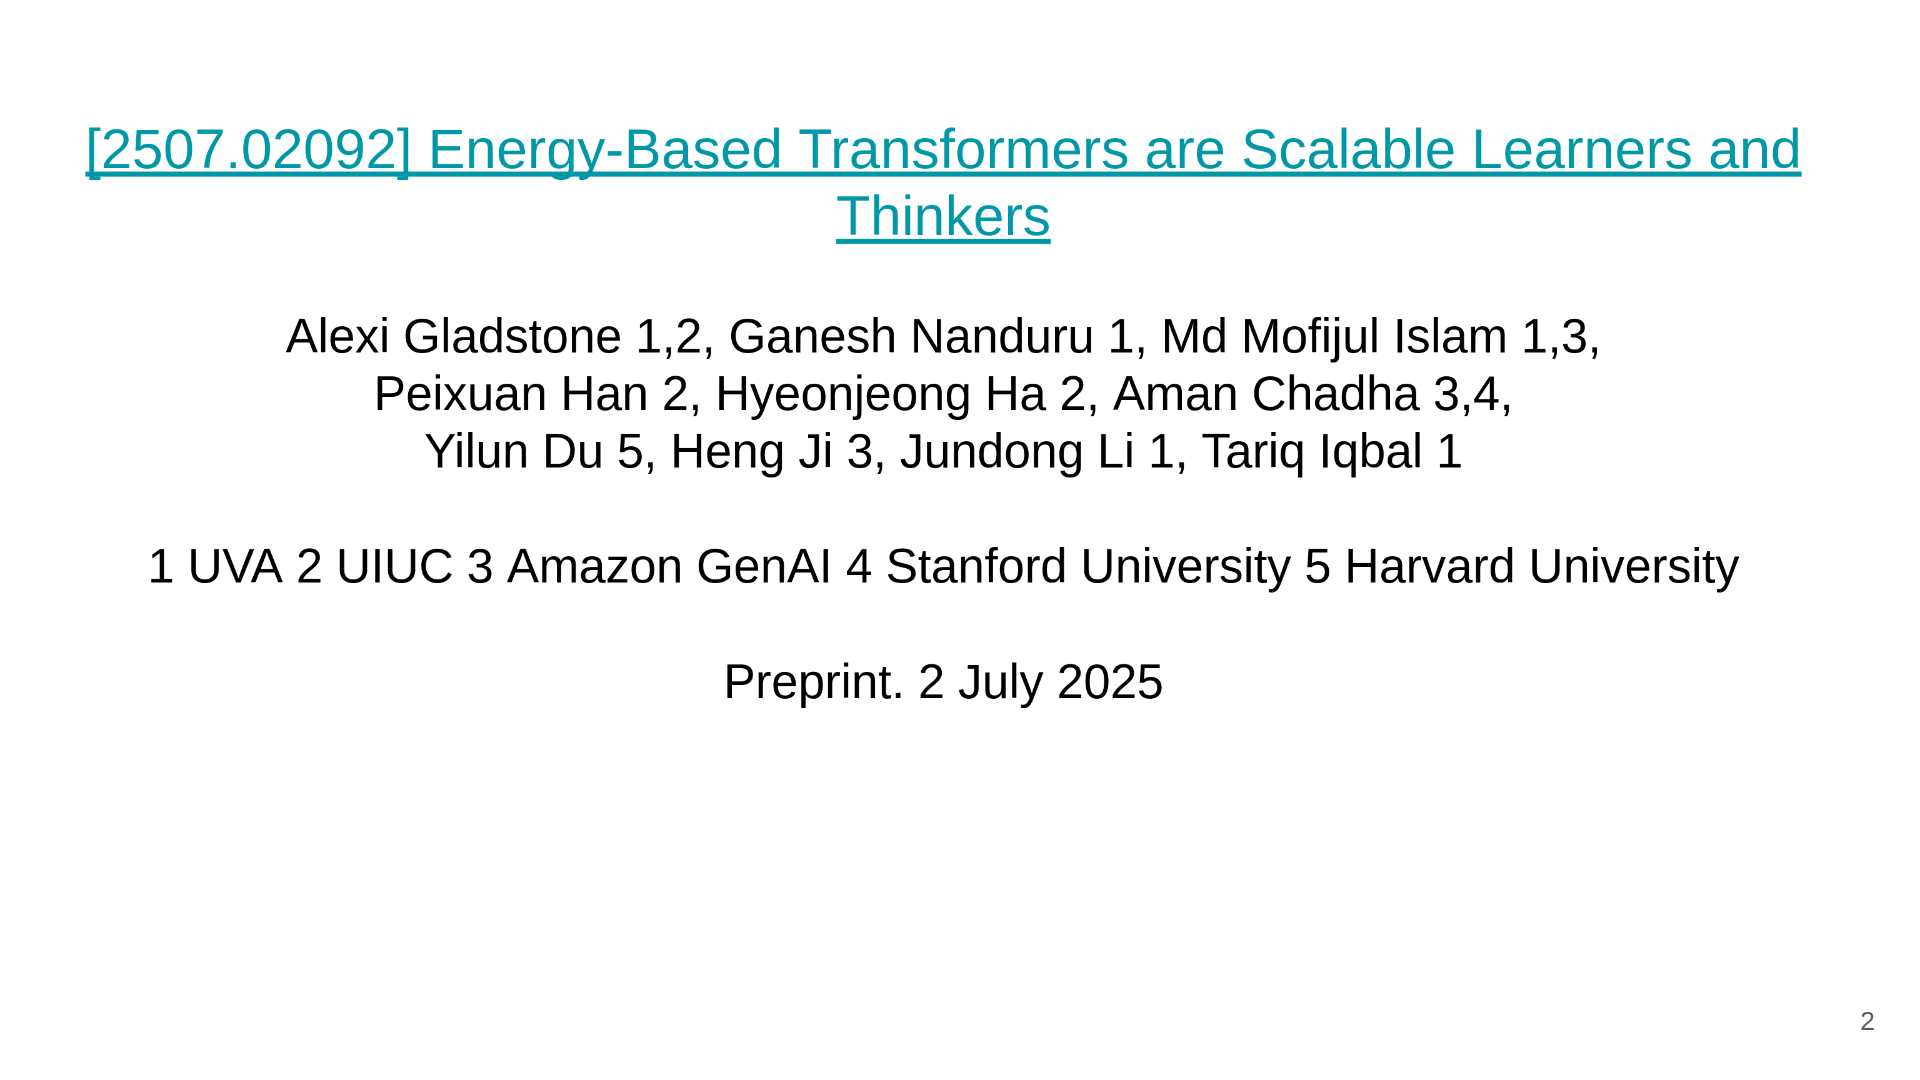 [2507.02092] Energy-Based Transformers are Scalable Learners and
Thinkers
Alexi Gladstone 1,2, Ganesh Nanduru 1, Md Mofijul Islam 1,3,
Peixuan Han 2, Hyeonjeong Ha 2, Aman Chadha 3,4,
Yilun Du 5, Heng Ji 3, Jundong Li 1, Tariq Iqbal 1
1 UVA 2 UIUC 3 Amazon GenAI 4 Stanford University 5 Harvard University
Preprint. 2 July 2025
2